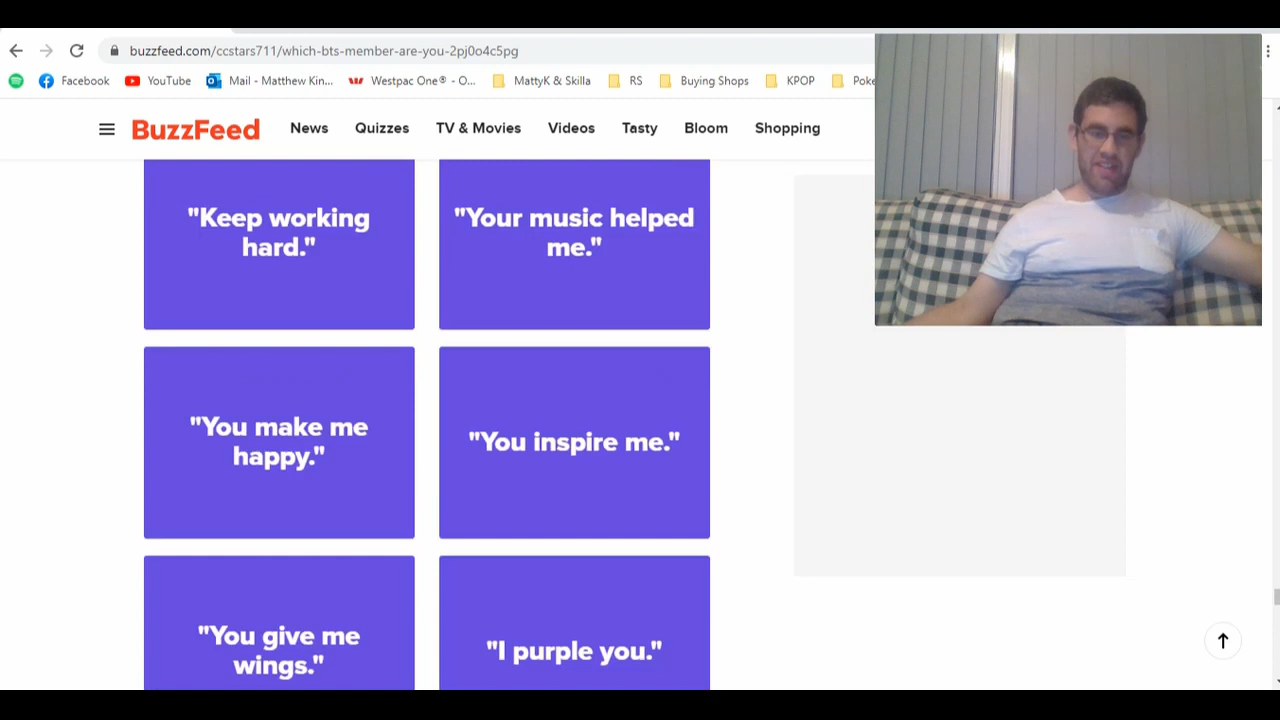 buzzfeed.com/ccstars711/which-bts-member-are-you-2pj0o4c5pg
Facebook YouTube Mail - Matthew Kin... Westpac One® - O... MattyK & Skilla RS Buying Shops KPOP Poke
BuzzFeed News Quizzes TV & Movies Videos Tasty Bloom Shopping
"Keep working
hard."
"Your music helped
me."
"You make me
happy."
"You inspire me."
"You give me
wings."
"I purple you."